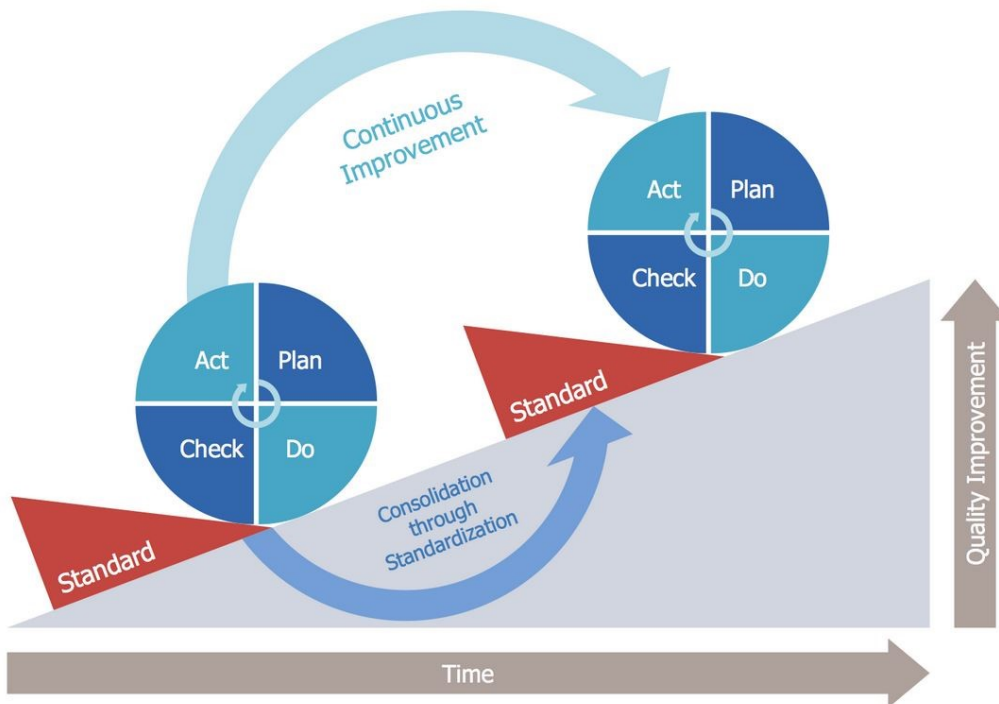 Continuous
Improvement
Act
Plan
Check
Do
Standard
Act
Plan
Check
Do
Standard
Consolidation
through
Standardization
Quality Improvement
Time